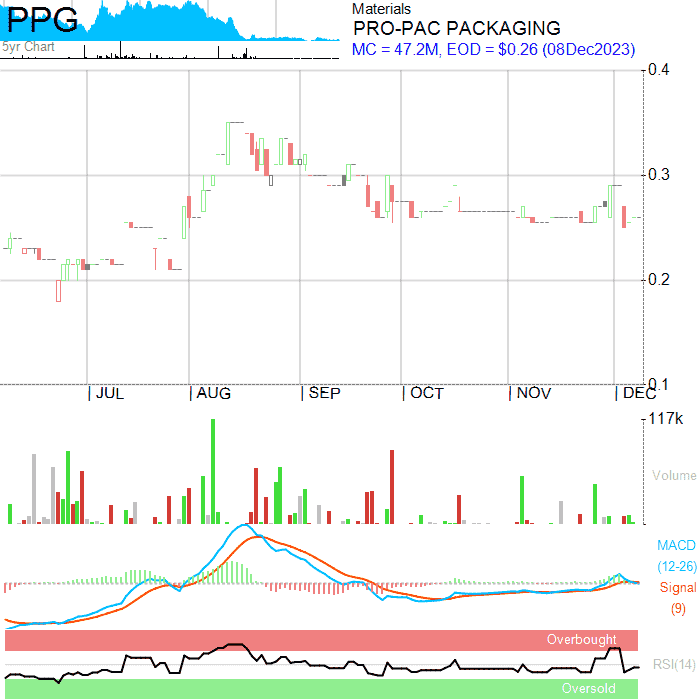 PPG
5yr Chart
Materials
PRO-PAC PACKAGING
MC = 47.2M, EOD = $0.26 (08Dec2023)
0.4
0.3
0.2
0.1
JUL AUG SEP OCT NOV DEC
117k
Volume
MACD
(12-26)
Signal
(9)
Overbought
RSI(14)
Oversold